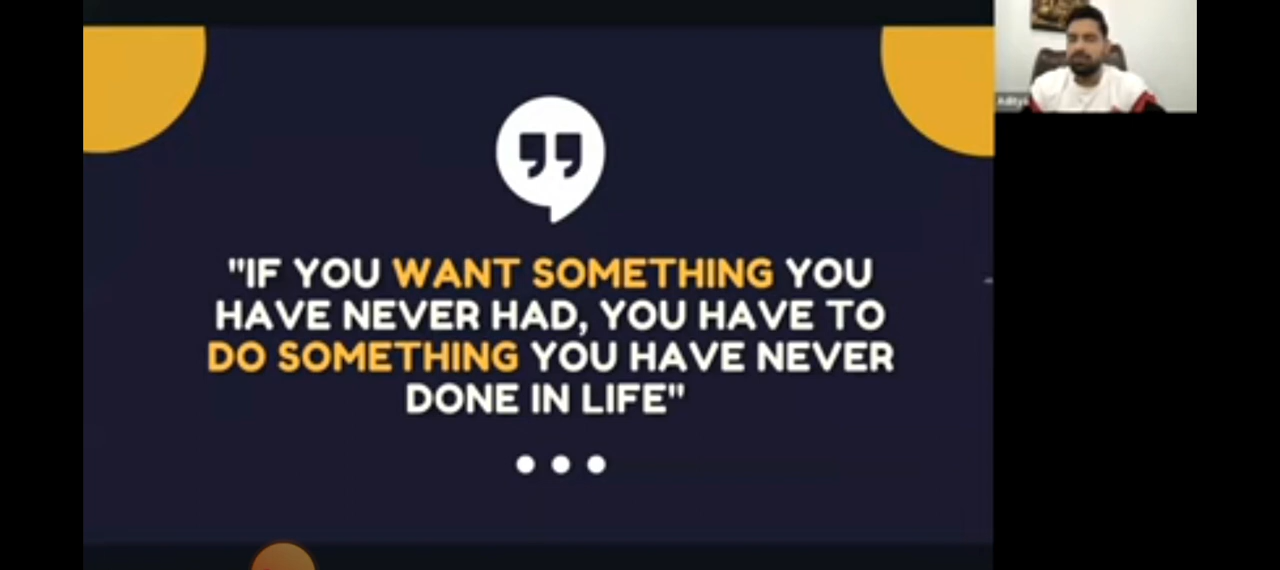 "IF YOU WANT SOMETHING YOU
HAVE NEVER HAD, YOU HAVE TO
DO SOMETHING YOU HAVE NEVER
DONE IN LIFE"